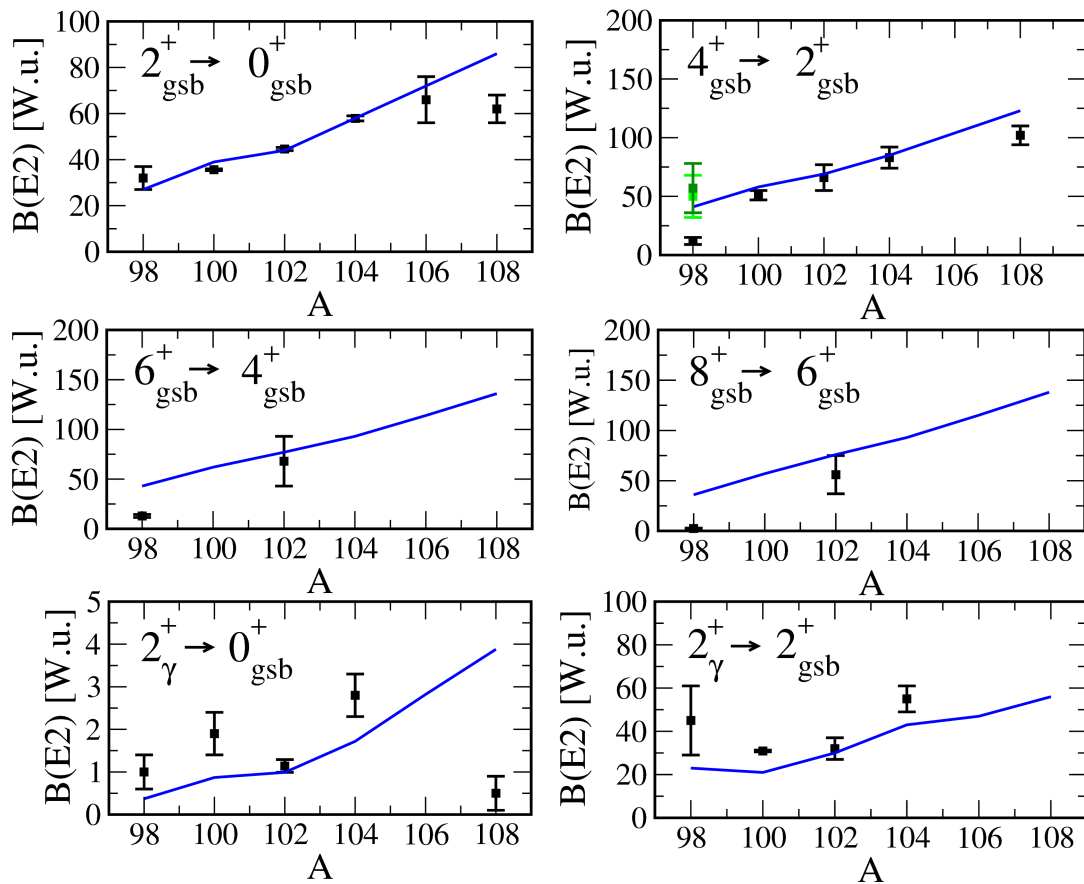 B(E2) [W.u.]
100
80
60
40
20
0
2⁺gsb → 0⁺gsb
98 100 102 104 106 108
A
B(E2) [W.u.]
200
150
100
50
0
4⁺gsb → 2⁺gsb
98 100 102 104 106 108
A
B(E2) [W.u.]
200
150
100
50
0
6⁺gsb → 4⁺gsb
98 100 102 104 106 108
A
B(E2) [W.u.]
200
150
100
50
0
8⁺gsb → 6⁺gsb
98 100 102 104 106 108
A
B(E2) [W.u.]
5
4
3
2
1
0
2⁺γ → 0⁺gsb
98 100 102 104 106 108
A
B(E2) [W.u.]
100
80
60
40
20
0
2⁺γ → 2⁺gsb
98 100 102 104 106 108
A